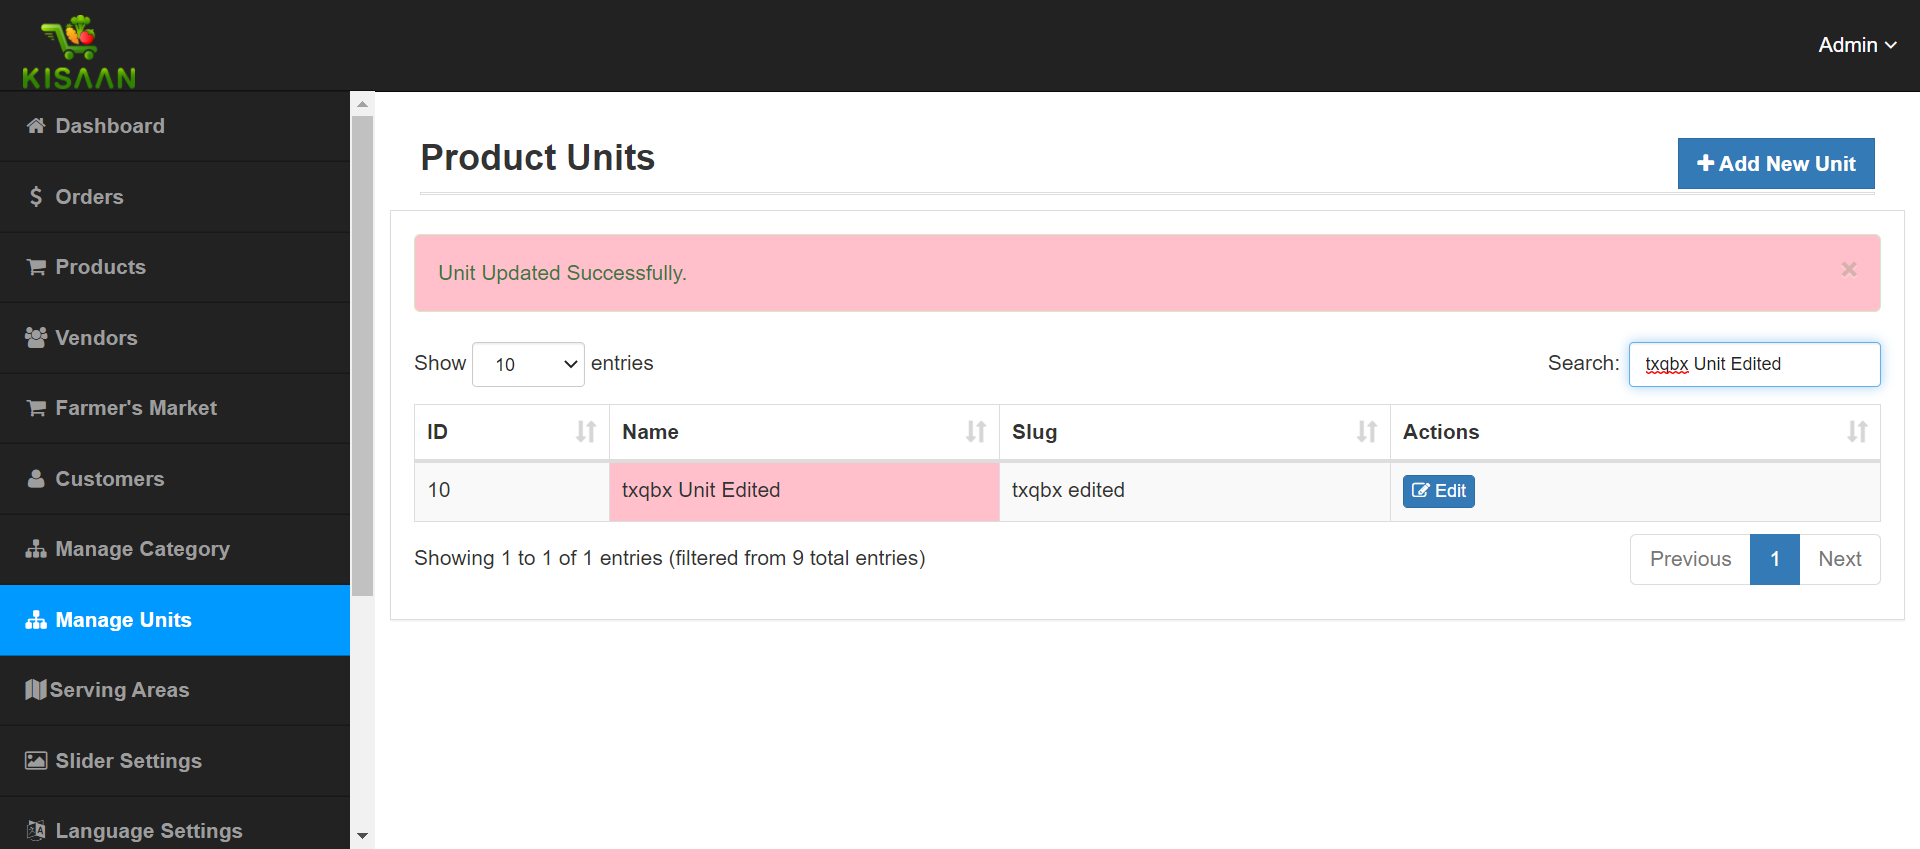 KISAAN
Admin
Dashboard
Orders
Products
Vendors
Farmer's Market
Customers
Manage Category
Manage Units
Serving Areas
Slider Settings
Language Settings
Product Units
Add New Unit
Unit Updated Successfully.
×
Show 10 entries
Search: txqbx Unit Edited
ID Name Slug Actions
10 txqbx Unit Edited txqbx edited Edit
Showing 1 to 1 of 1 entries (filtered from 9 total entries)
Previous 1 Next